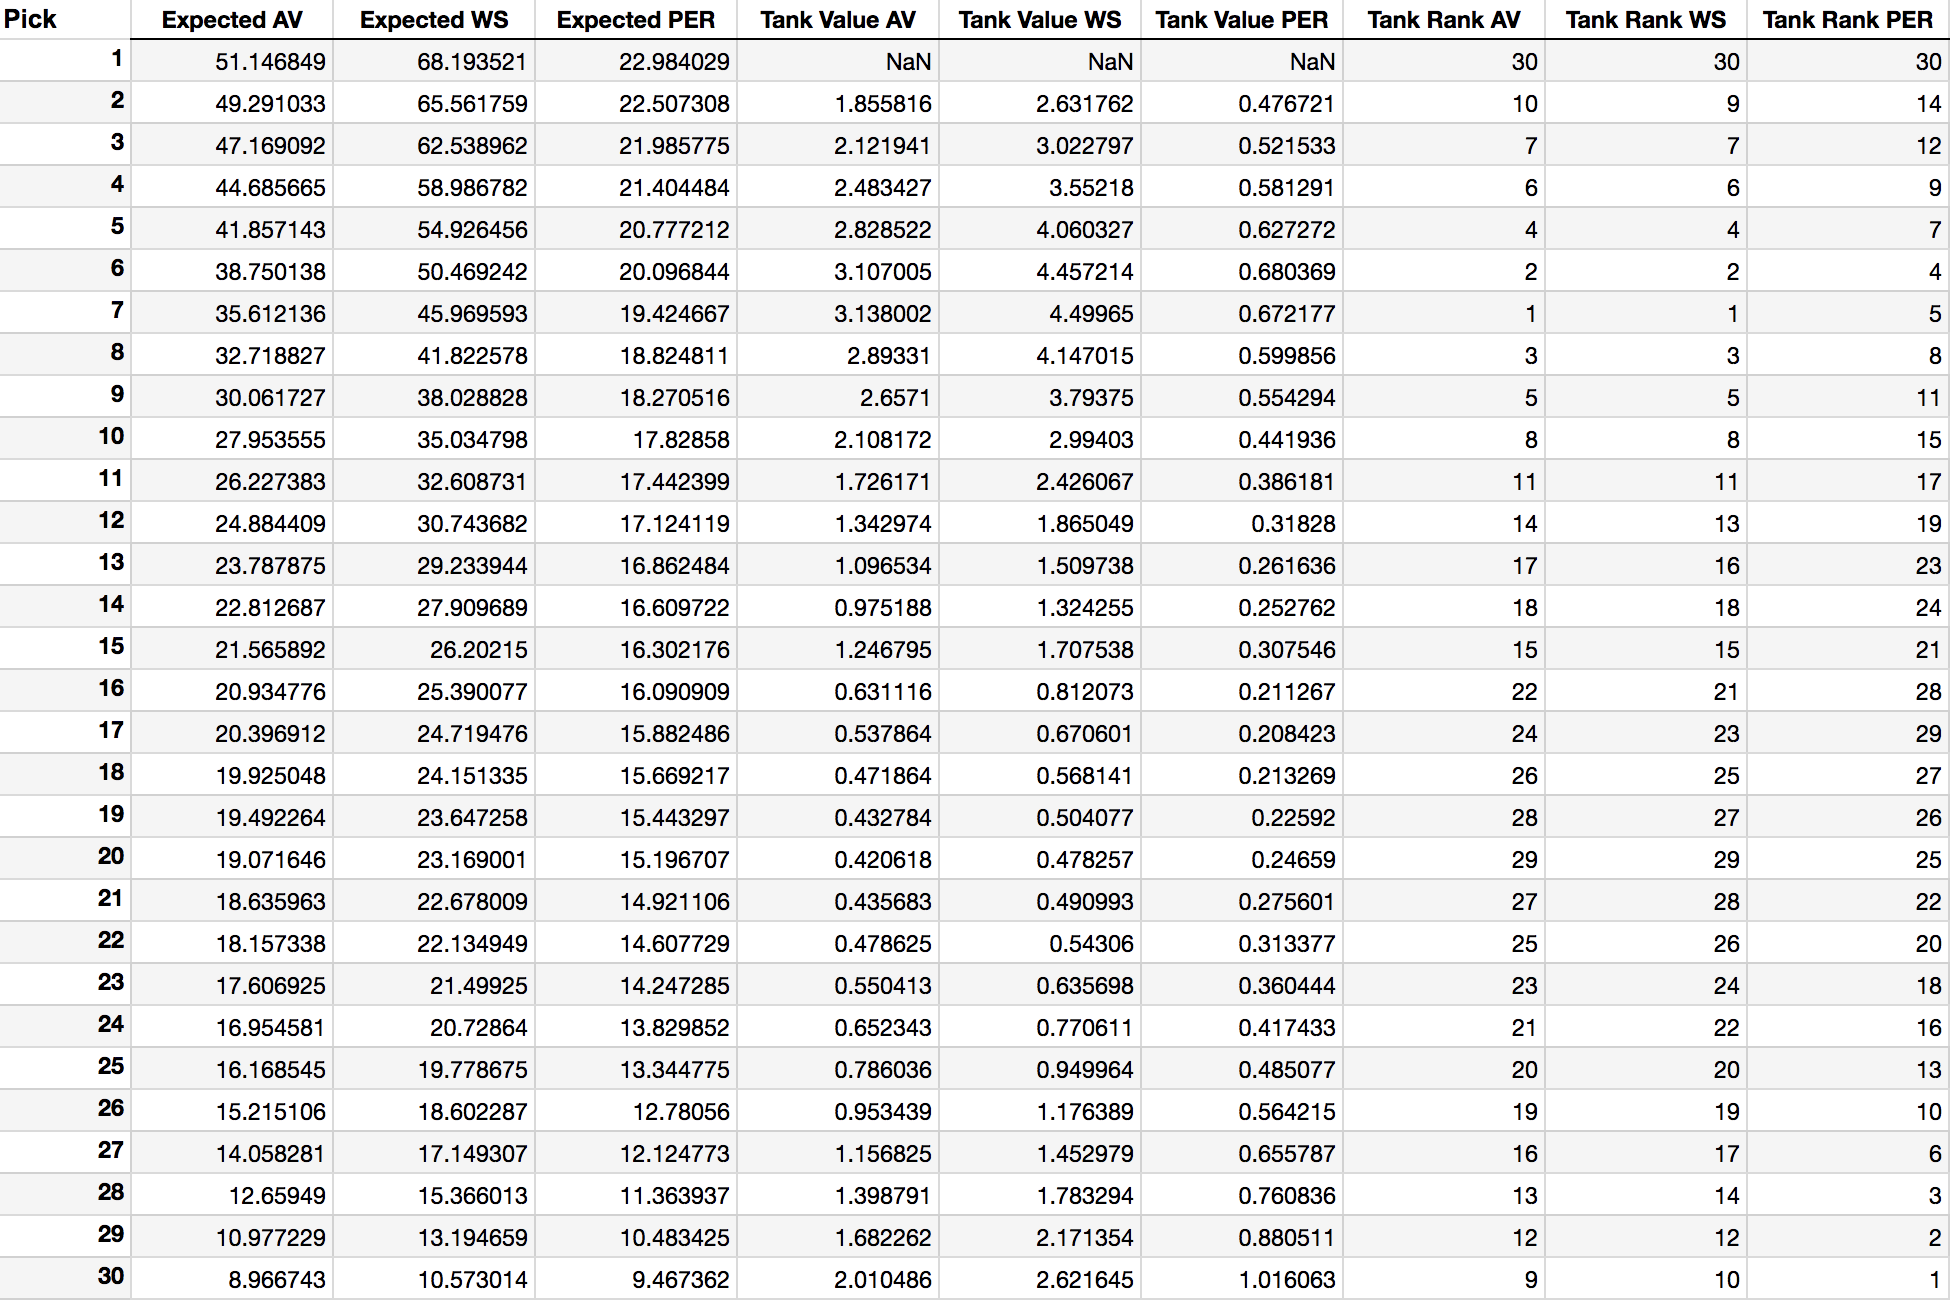 Pick Expected AV Expected WS Expected PER Tank Value AV Tank Value WS Tank Value PER Tank Rank AV Tank Rank WS Tank Rank PER
1 51.146849 68.193521 22.984029 NaN NaN NaN 30 30 30
2 49.291033 65.561759 22.507308 1.855816 2.631762 0.476721 10 9 14
3 47.169092 62.538962 21.985775 2.121941 3.022797 0.521533 7 7 12
4 44.685665 58.986782 21.404484 2.483427 3.55218 0.581291 6 6 9
5 41.857143 54.926456 20.777212 2.828522 4.060327 0.627272 4 4 7
6 38.750138 50.469242 20.096844 3.107005 4.457214 0.680369 2 2 4
7 35.612136 45.969593 19.424667 3.138002 4.49965 0.672177 1 1 5
8 32.718827 41.822578 18.824811 2.89331 4.147015 0.599856 3 3 8
9 30.061727 38.028828 18.270516 2.6571 3.79375 0.554294 5 5 11
10 27.953555 35.034798 17.82858 2.108172 2.99403 0.441936 8 8 15
11 26.227383 32.608731 17.442399 1.726171 2.426067 0.386181 11 11 17
12 24.884409 30.743682 17.124119 1.342974 1.865049 0.31828 14 13 19
13 23.787875 29.233944 16.862484 1.096534 1.509738 0.261636 17 16 23
14 22.812687 27.909689 16.609722 0.975188 1.324255 0.252762 18 18 24
15 21.565892 26.20215 16.302176 1.246795 1.707538 0.307546 15 15 21
16 20.934776 25.390077 16.090909 0.631116 0.812073 0.211267 22 21 28
17 20.396912 24.719476 15.882486 0.537864 0.670601 0.208423 24 23 29
18 19.925048 24.151335 15.669217 0.471864 0.568141 0.213269 26 25 27
19 19.492264 23.647258 15.443297 0.432784 0.504077 0.22592 28 27 26
20 19.071646 23.169001 15.196707 0.420618 0.478257 0.24659 29 29 25
21 18.635963 22.678009 14.921106 0.435683 0.490993 0.275601 27 28 22
22 18.157338 22.134949 14.607729 0.478625 0.54306 0.313377 25 26 20
23 17.606925 21.49925 14.247285 0.550413 0.635698 0.360444 23 24 18
24 16.954581 20.72864 13.829852 0.652343 0.770611 0.417433 21 22 16
25 16.168545 19.778675 13.344775 0.786036 0.949964 0.485077 20 20 13
26 15.215106 18.602287 12.78056 0.953439 1.176389 0.564215 19 19 10
27 14.058281 17.149307 12.124773 1.156825 1.452979 0.655787 16 17 6
28 12.65949 15.366013 11.363937 1.398791 1.783294 0.760836 13 14 3
29 10.977229 13.194659 10.483425 1.682262 2.171354 0.880511 12 12 2
30 8.966743 10.573014 9.467362 2.010486 2.621645 1.016063 9 10 1